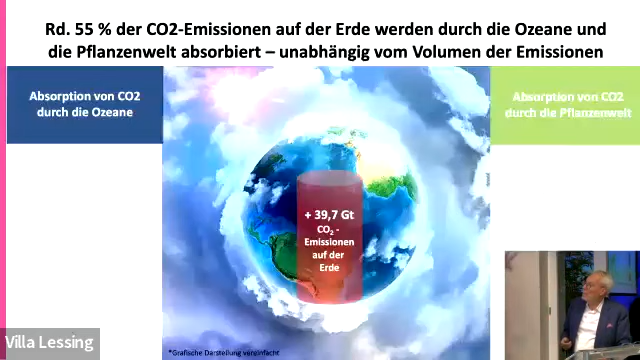 Rd. 55 % der CO2-Emissionen auf der Erde werden durch die Ozeane und
die Pflanzenwelt absorbiert – unabhängig vom Volumen der Emissionen
Absorption von CO2
durch die Ozeane
Absorption von CO2
durch die Pflanzenwelt
+ 39,7 Gt
CO₂ -
Emissionen
auf der
Erde
*Grafische Darstellung vereinfacht
Villa Lessing